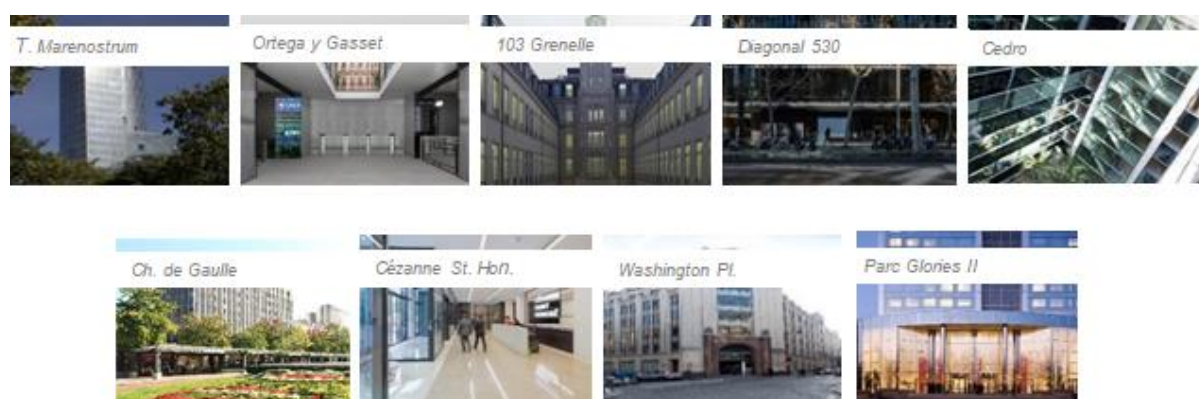 T. Marenostrum
Ortega y Gasset
103 Grenelle
Diagonal 530
Cedro
Ch. de Gaulle
Cézanne St. Hon.
Washington Pl.
Parc Glories II